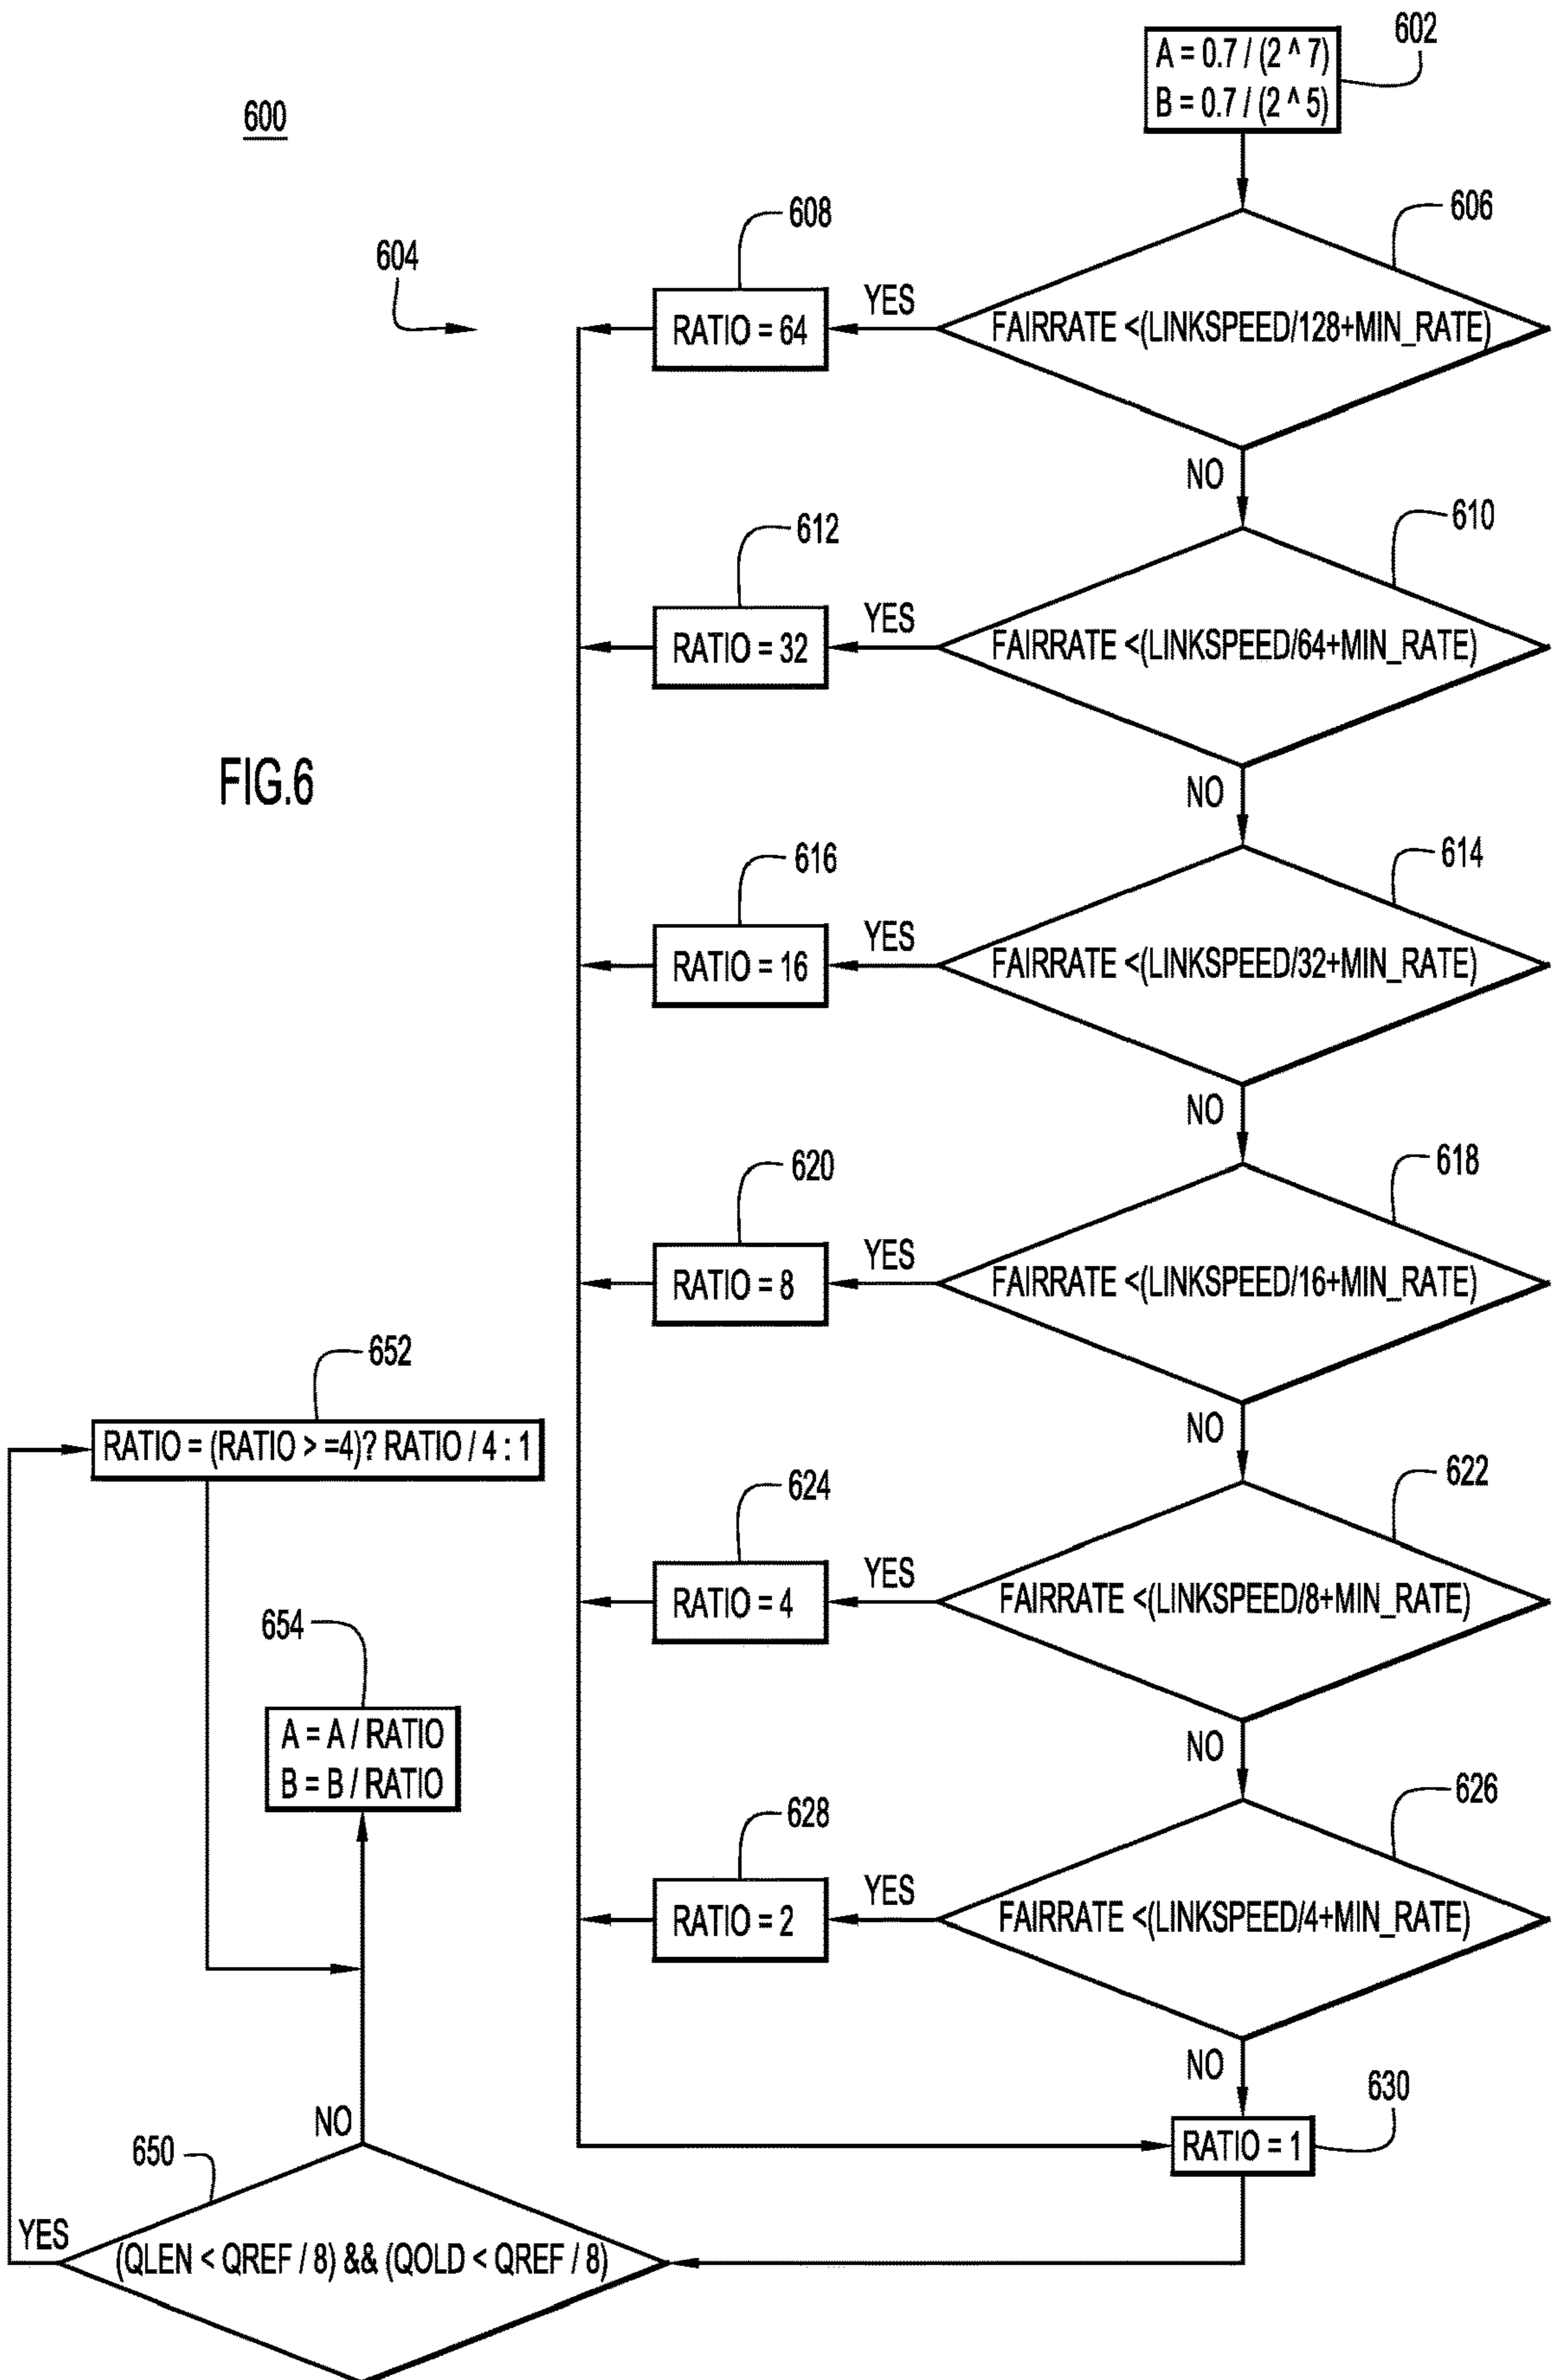 602
A = 0.7 / (2 ^ 7)
B = 0.7 / (2 ^ 5)
600
606
608
604
YES
RATIO = 64
FAIRRATE <(LINKSPEED/128+MIN_RATE)
NO
610
612
YES
RATIO = 32
FAIRRATE <(LINKSPEED/64+MIN_RATE)
FIG.6
NO
614
616
YES
RATIO = 16
FAIRRATE <(LINKSPEED/32+MIN_RATE)
NO
618
620
YES
RATIO = 8
FAIRRATE <(LINKSPEED/16+MIN_RATE)
652
NO
RATIO = (RATIO > =4)? RATIO / 4 : 1
622
624
YES
RATIO = 4
FAIRRATE <(LINKSPEED/8+MIN_RATE)
654
A = A / RATIO
B = B / RATIO
NO
626
628
YES
RATIO = 2
FAIRRATE <(LINKSPEED/4+MIN_RATE)
NO
630
RATIO = 1
NO
650
YES
(QLEN < QREF / 8) && (QOLD < QREF / 8)